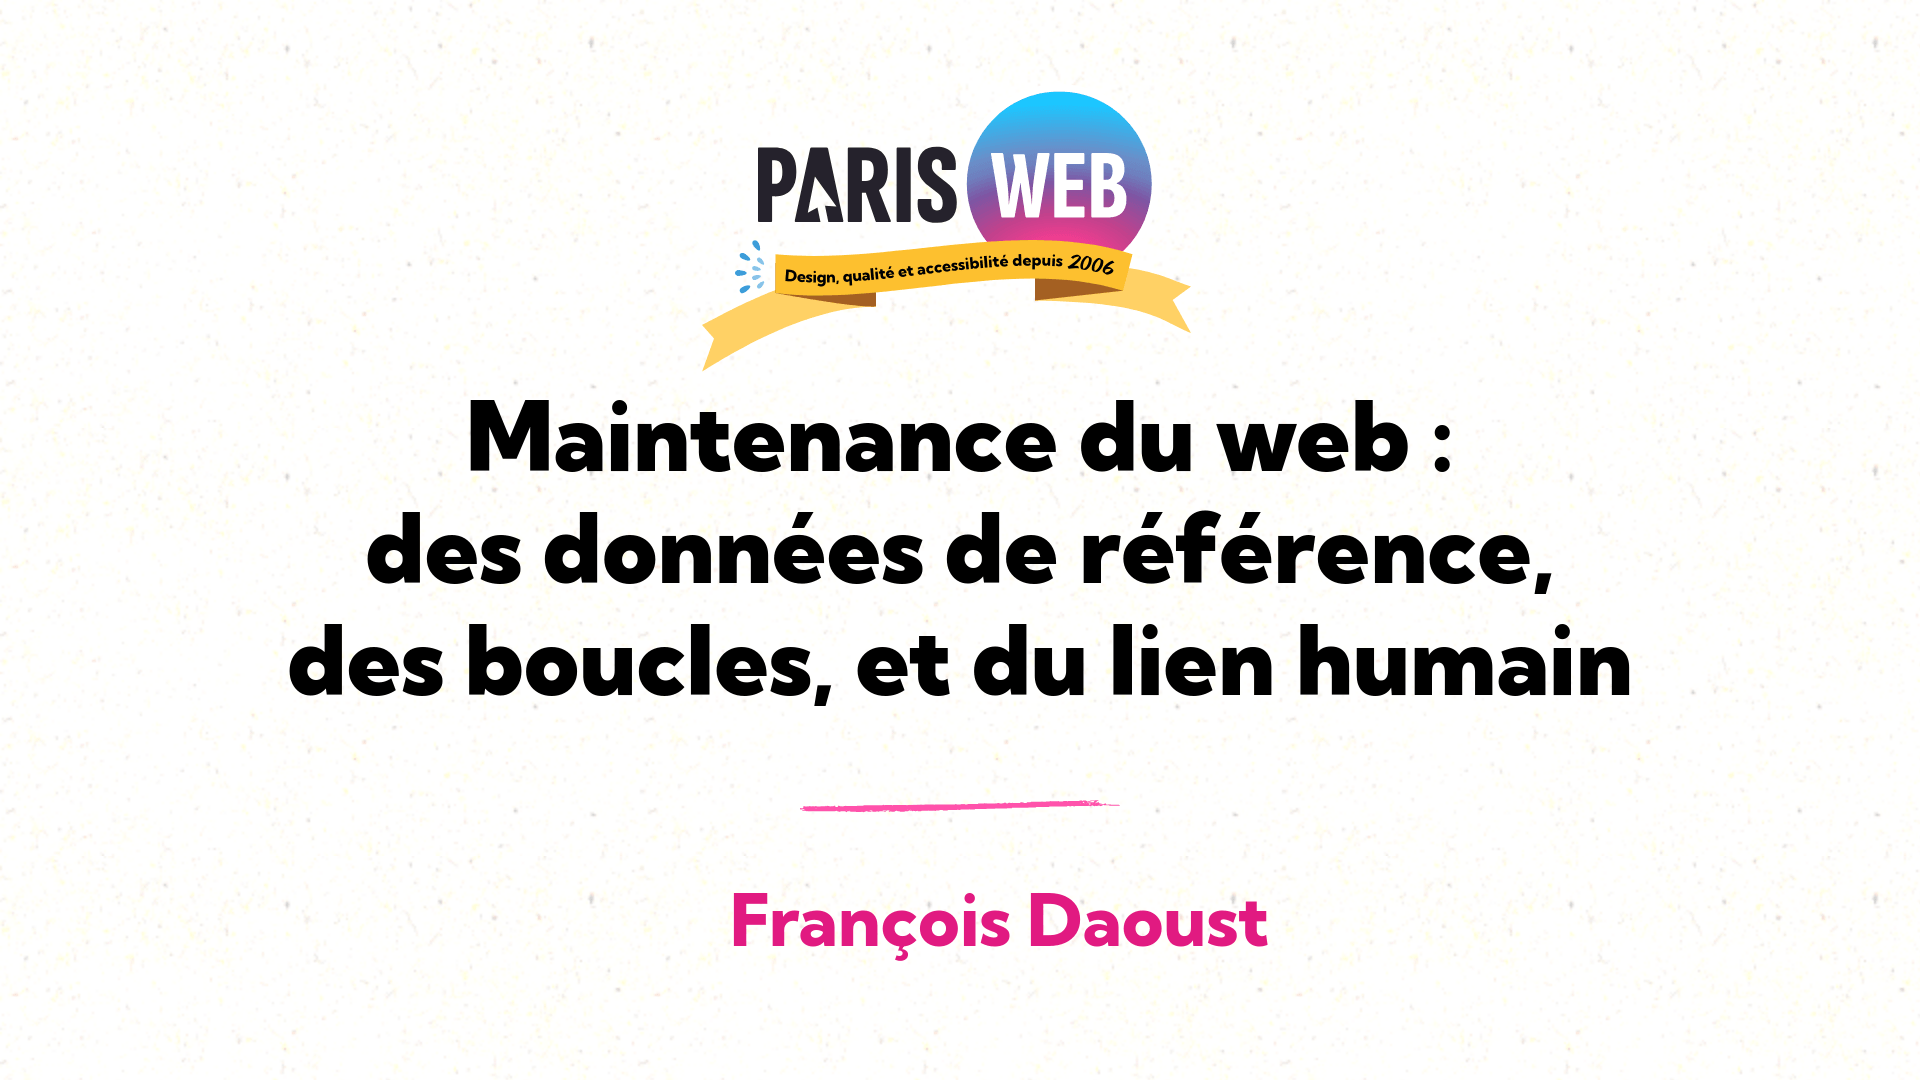 PARIS WEB
Design, qualité et accessibilité depuis 2006
Maintenance du web :
des données de référence,
des boucles, et du lien humain
François Daoust